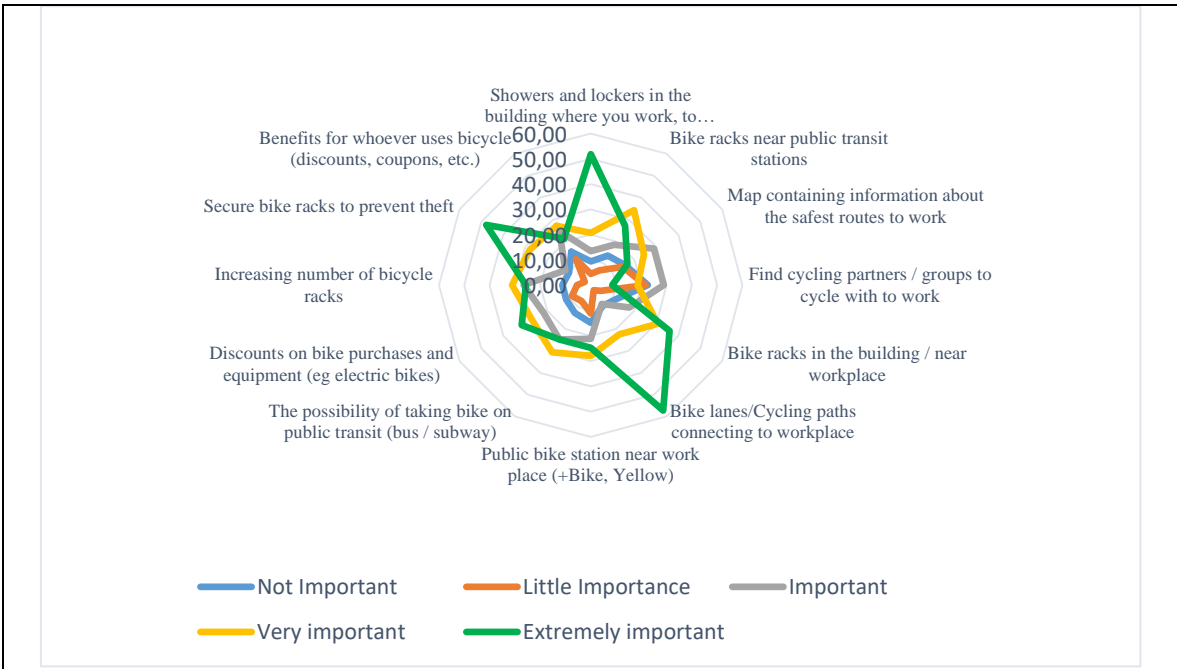 Showers and lockers in the
building where you work, to…
Bike racks near public transit
stations
Map containing information about
the safest routes to work
Find cycling partners / groups to
cycle with to work
Bike racks in the building / near
workplace
Bike lanes/Cycling paths
connecting to workplace
Public bike station near work
place (+Bike, Yellow)
The possibility of taking bike on
public transit (bus / subway)
Discounts on bike purchases and
equipment (eg electric bikes)
Increasing number of bicycle
racks
Secure bike racks to prevent theft
Benefits for whoever uses bicycle
(discounts, coupons, etc.)
60,00
50,00
40,00
30,00
20,00
10,00
0,00
Not Important
Little Importance
Important
Very important
Extremely important